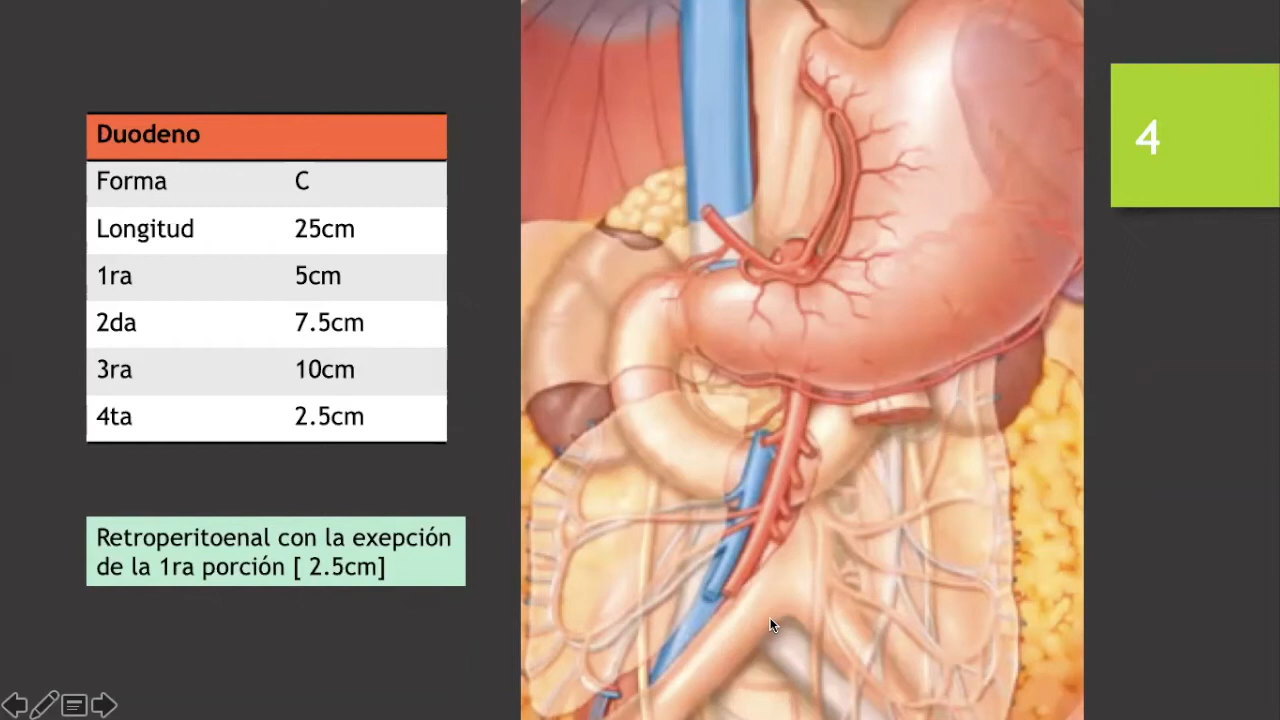 Duodeno
Forma C
Longitud 25cm
1ra 5cm
2da 7.5cm
3ra 10cm
4ta 2.5cm
Retroperitoenal con la exepción
de la 1ra porción [ 2.5cm]
4